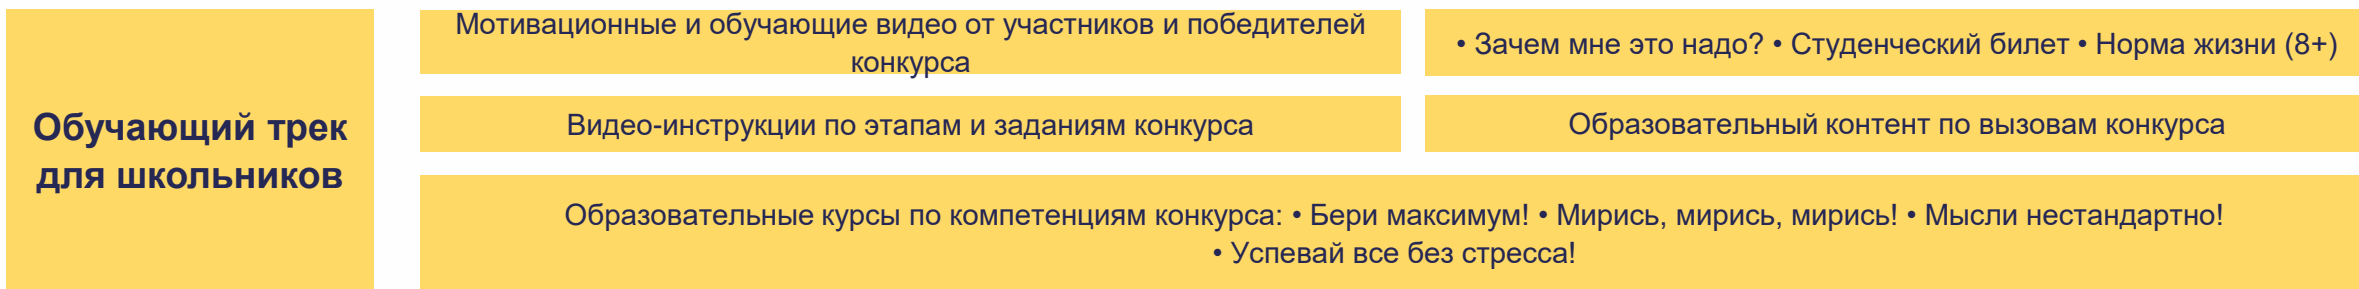 Обучающий трек
для школьников
Мотивационные и обучающие видео от участников и победителей
конкурса
• Зачем мне это надо? • Студенческий билет • Норма жизни (8+)
Видео-инструкции по этапам и заданиям конкурса
Образовательный контент по вызовам конкурса
Образовательные курсы по компетенциям конкурса: • Бери максимум! • Мирись, мирись, мирись! • Мысли нестандартно!
• Успевай все без стресса!